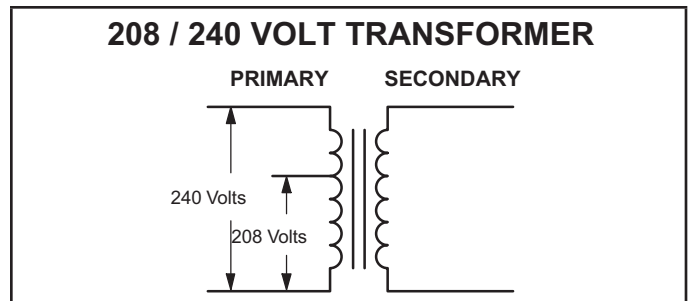 208 / 240 VOLT TRANSFORMER
PRIMARY SECONDARY
240 Volts
208 Volts